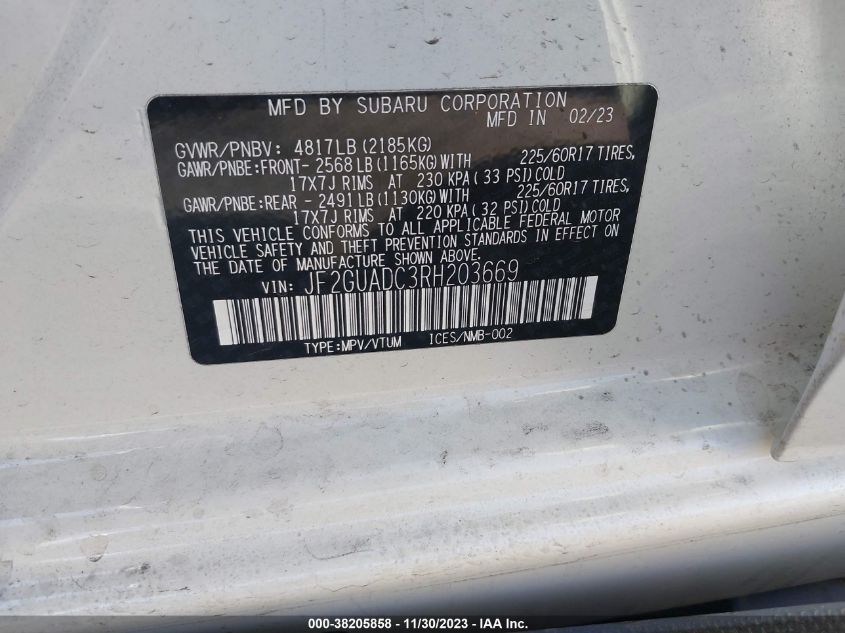 MFD BY SUBARU CORPORATION
MFD IN 02/23
GVWR/PNBV: 4817LB (2185KG)
GAWR/PNBE:FRONT- 2568 LB (1165KG) WITH 225/60R17 TIRES,
17X7J RIMS AT 230 KPA (33 PSI) COLD
GAWR/PNBE:REAR - 2491 LB (1130KG) WITH 225/60R17 TIRES,
17X7J RIMS AT 220 KPA (32 PSI) COLD
THIS VEHICLE CONFORMS TO ALL APPLICABLE FEDERAL MOTOR
VEHICLE SAFETY AND THEFT PREVENTION STANDARDS IN EFFECT ON
THE DATE OF MANUFACTURE SHOWN ABOVE.
VIN: JF2GUADC3RH203669
TYPE:MPV/VTUM ICES/NMB-002
000-38205858 - 11/30/2023 - IAA Inc.